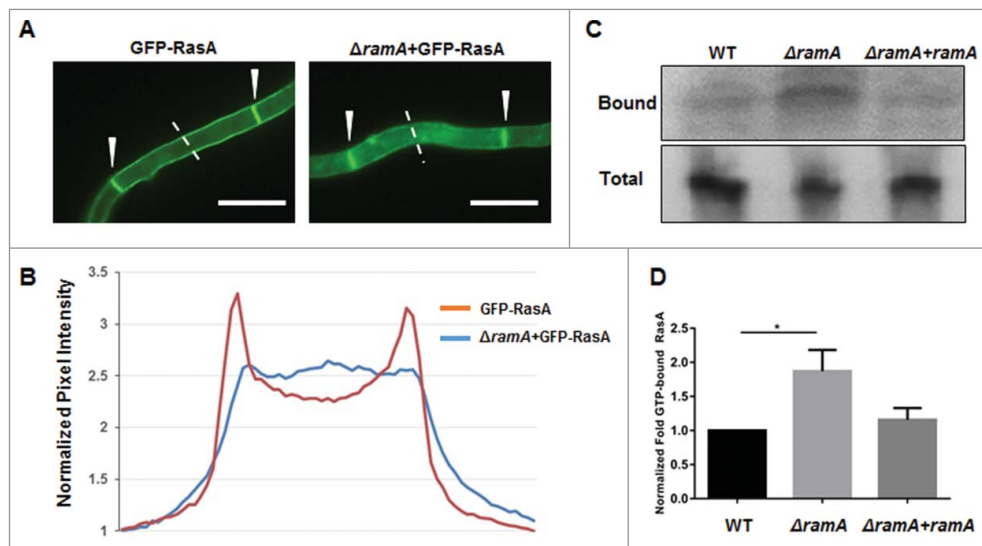 A
GFP-RasA
ΔramA+GFP-RasA
B
Normalized Pixel Intensity
3.5
3
2.5
2
1.5
1
GFP-RasA
ΔramA+GFP-RasA
C
WT
ΔramA
ΔramA+ramA
Bound
Total
D
Normalized Fold GTP-bound RasA
2.5
2.0
1.5
1.0
0.5
0.0
*
WT
ΔramA
ΔramA+ramA